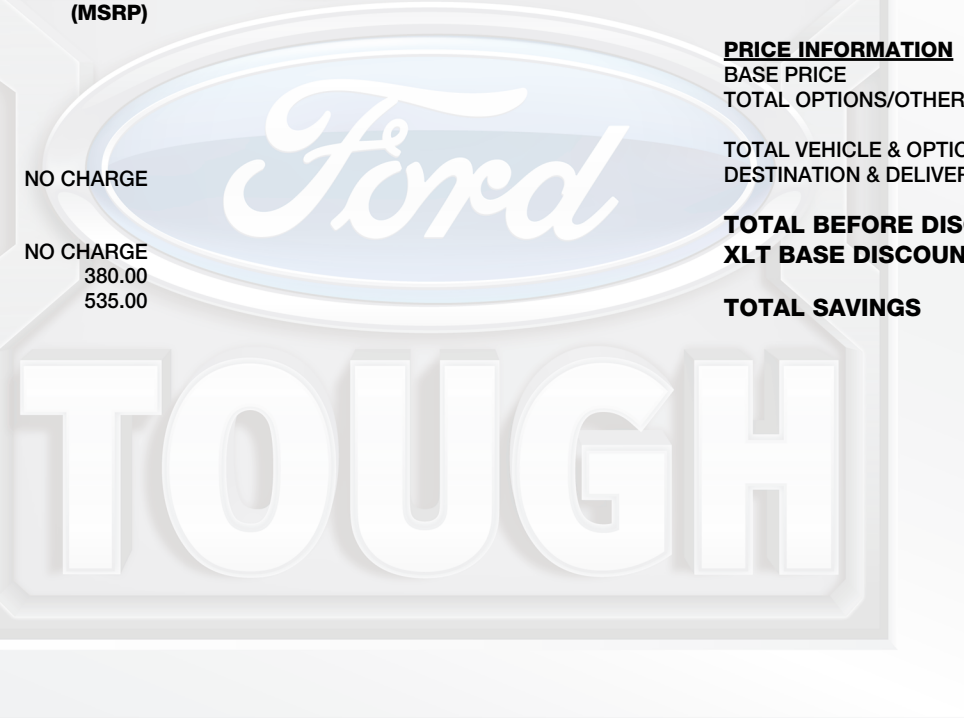 (MSRP)
NO CHARGE
NO CHARGE
380.00
535.00
PRICE INFORMATION
BASE PRICE
TOTAL OPTIONS/OTHER
TOTAL VEHICLE & OPTIO
DESTINATION & DELIVER
TOTAL BEFORE DIS
XLT BASE DISCOUN
TOTAL SAVINGS
Ford
TOUGH